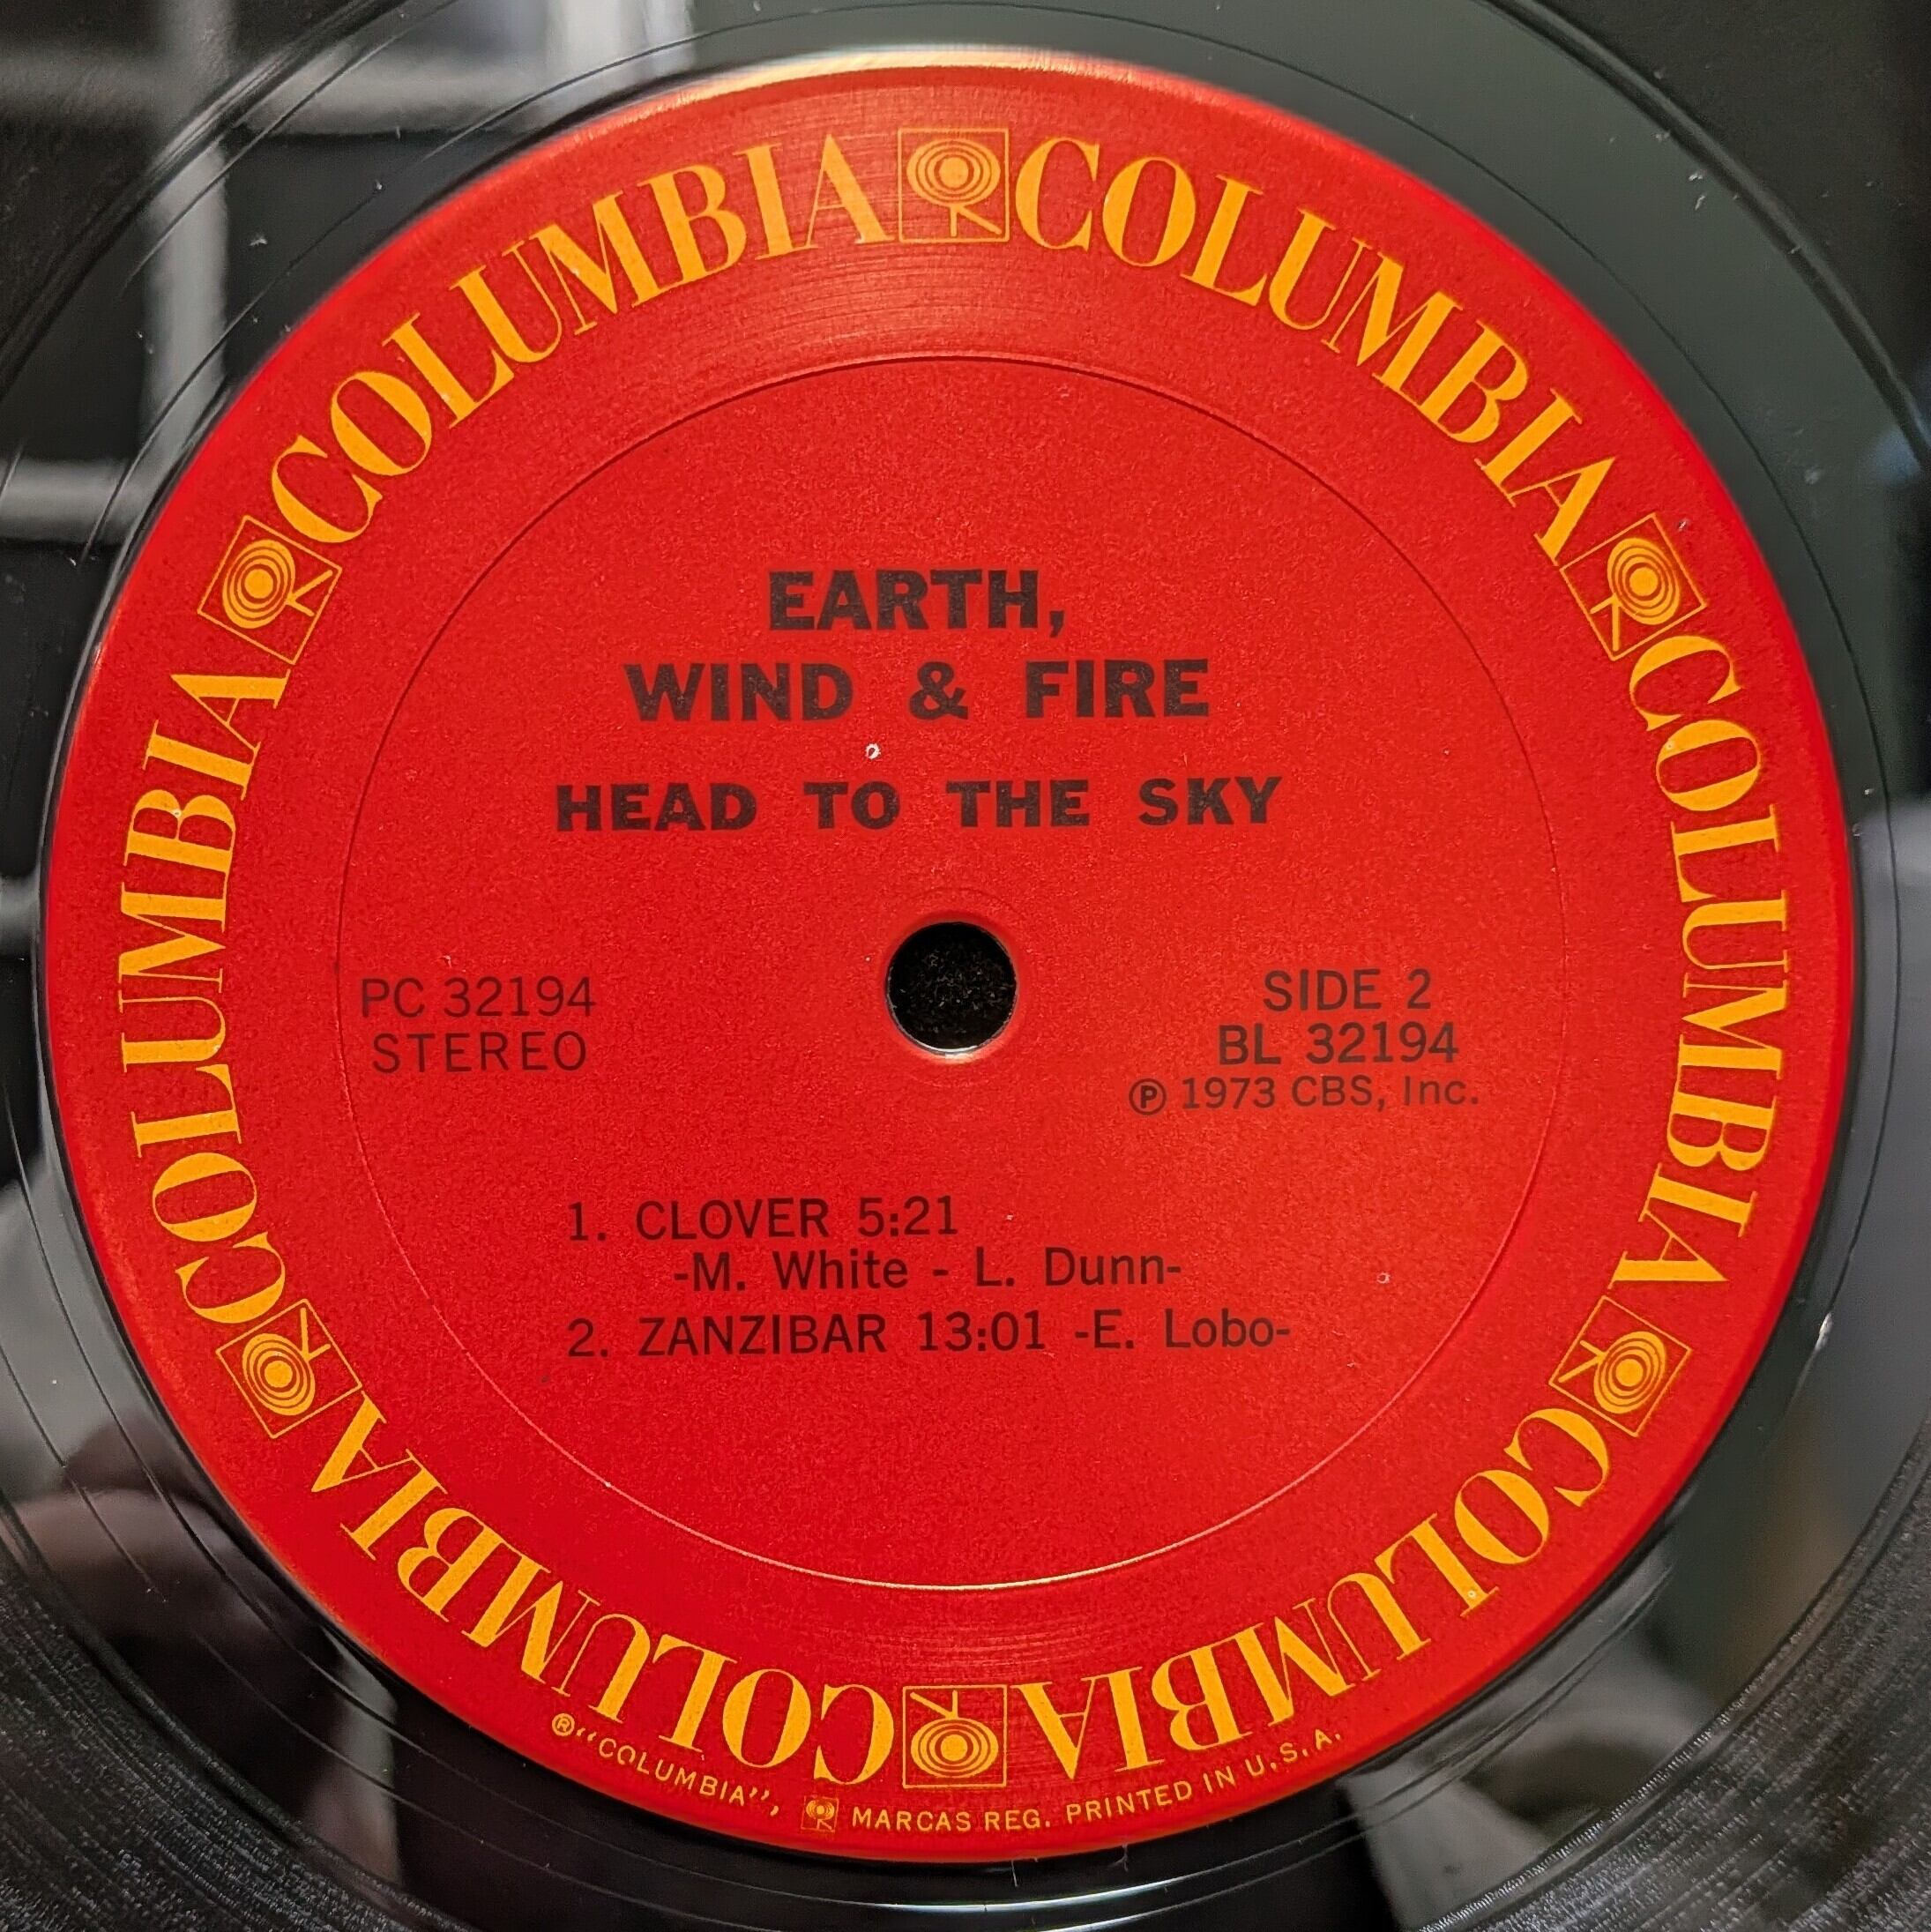 COLUMBIA COLUMBIA COLUMBIA COLUMBIA COLUMBIA COLUMBIA
EARTH,
WIND & FIRE
HEAD TO THE SKY
PC 32194
STEREO
SIDE 2
BL 32194
℗ 1973 CBS, Inc.
1. CLOVER 5:21
-M. White - L. Dunn-
2. ZANZIBAR 13:01 -E. Lobo-
®“COLUMBIA”, MARCAS REG. PRINTED IN U.S.A.